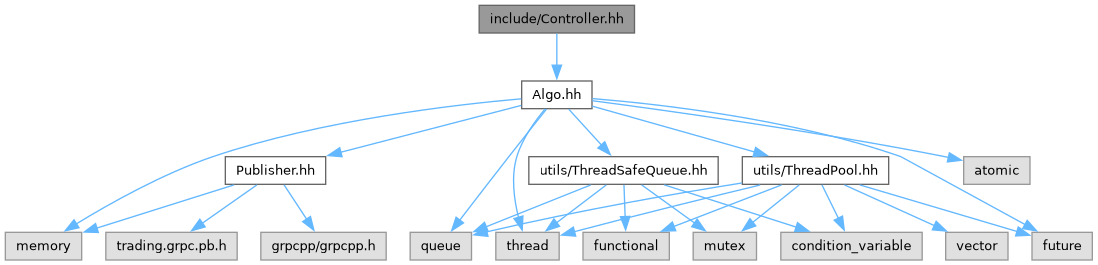 include/Controller.hh
Algo.hh
Publisher.hh
utils/ThreadSafeQueue.hh
utils/ThreadPool.hh
atomic
memory
trading.grpc.pb.h
grpcpp/grpcpp.h
queue
thread
functional
mutex
condition_variable
vector
future